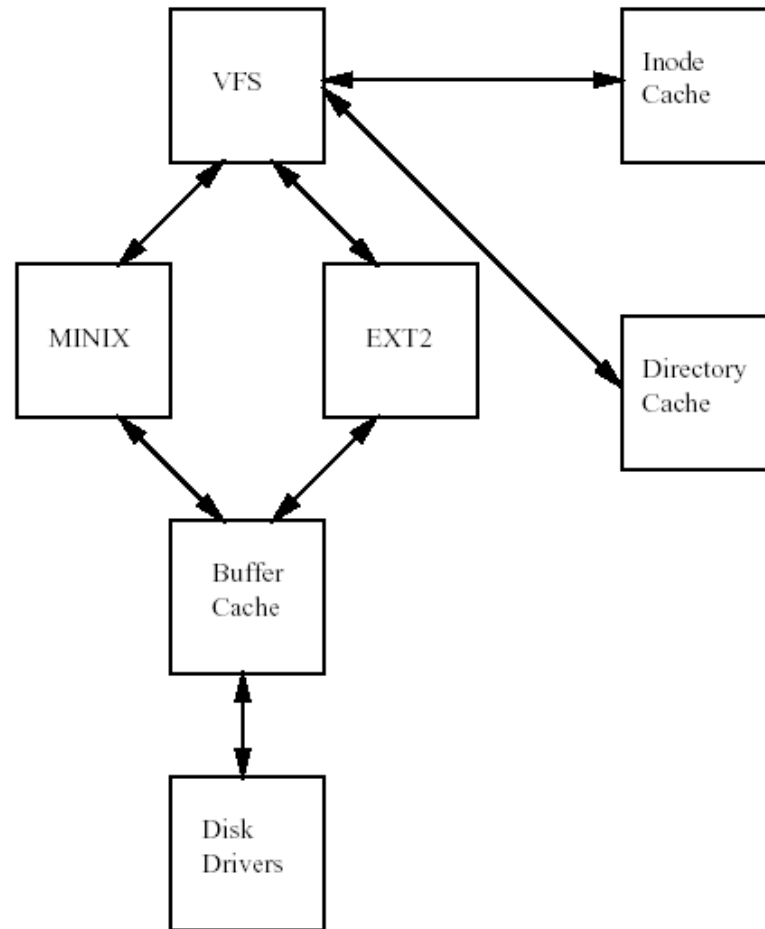 VFS
Inode
Cache
MINIX
EXT2
Directory
Cache
Buffer
Cache
Disk
Drivers